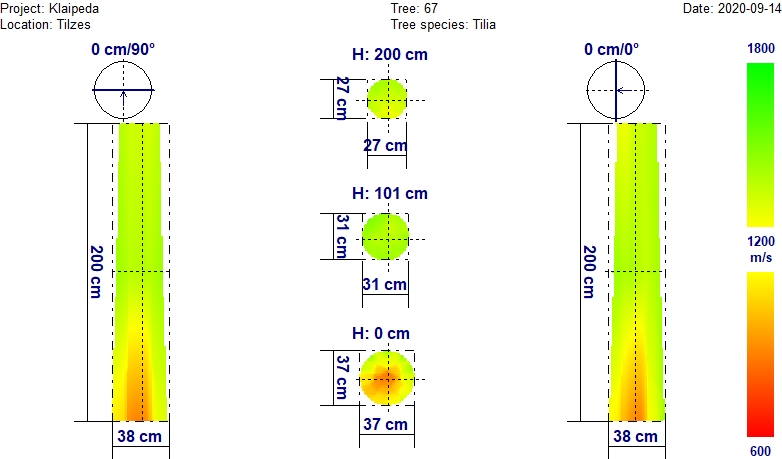 Project: Klaipeda
Tree: 67
Date: 2020-09-14
Location: Tilzes
Tree species: Tilia
0 cm/90°
H: 200 cm
0 cm/0°
1800
27 cm
27 cm
H: 101 cm
31 cm
31 cm
200 cm
200 cm
1200
m/s
H: 0 cm
37 cm
37 cm
38 cm
38 cm
600